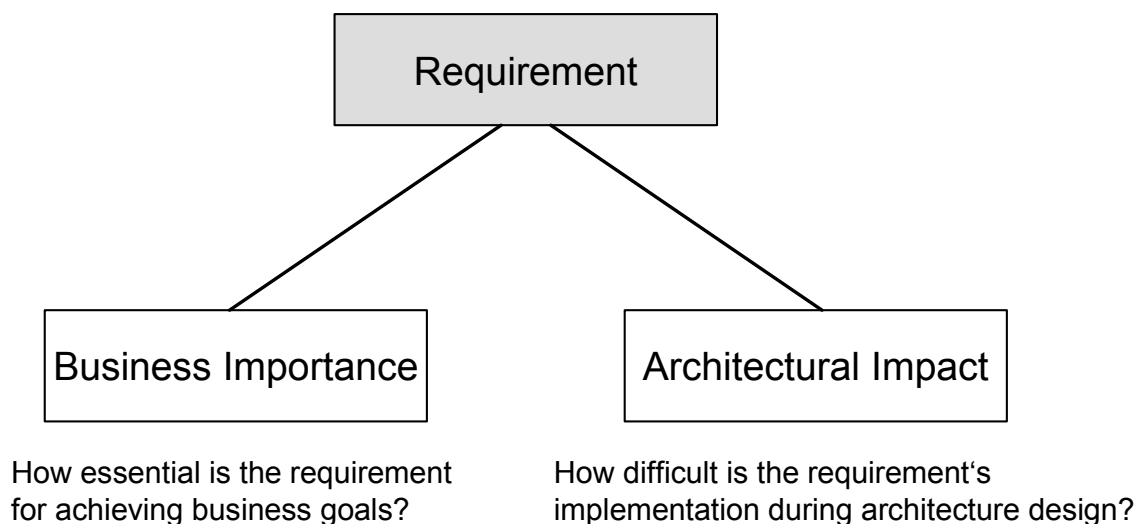 Requirement
Business Importance
Architectural Impact
How essential is the requirement
for achieving business goals?
How difficult is the requirement‘s
implementation during architecture design?